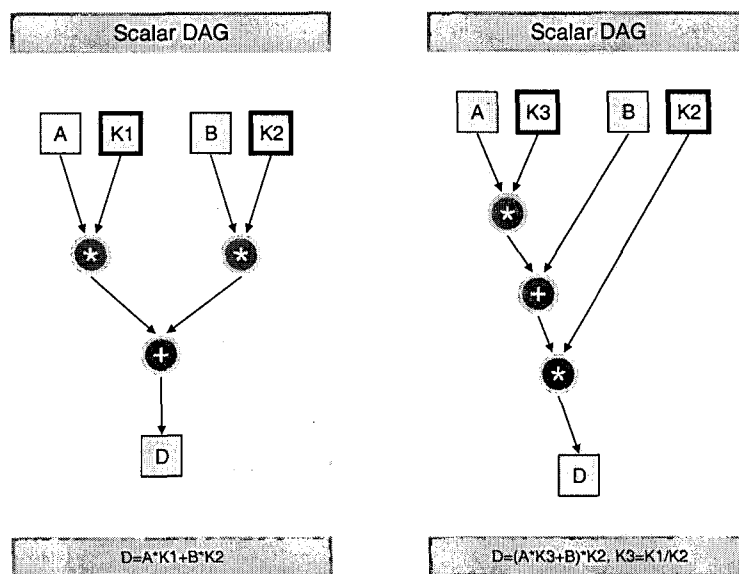 Scalar DAG
A K1 B K2
* *
+
D
D=A*K1+B*K2
Scalar DAG
A K3 B K2
*
+
*
D
D=(A*K3+B)*K2, K3=K1/K2